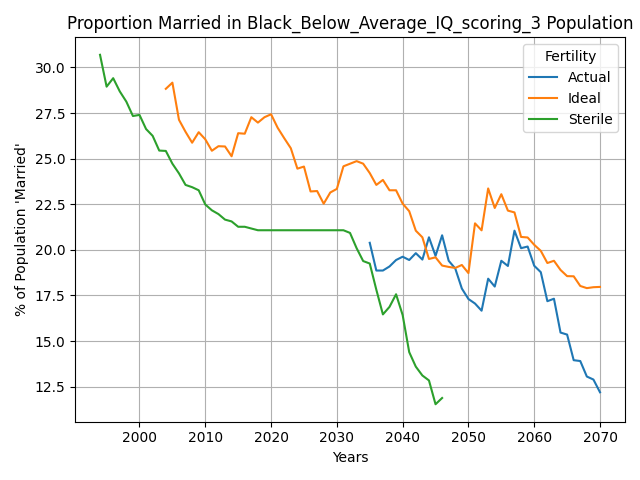 Proportion Married in Black_Below_Average_IQ_scoring_3 Population
% of Population 'Married'
30.0
27.5
25.0
22.5
20.0
17.5
15.0
12.5
Fertility
Actual
Ideal
Sterile
2000 2010 2020 2030 2040 2050 2060 2070
Years